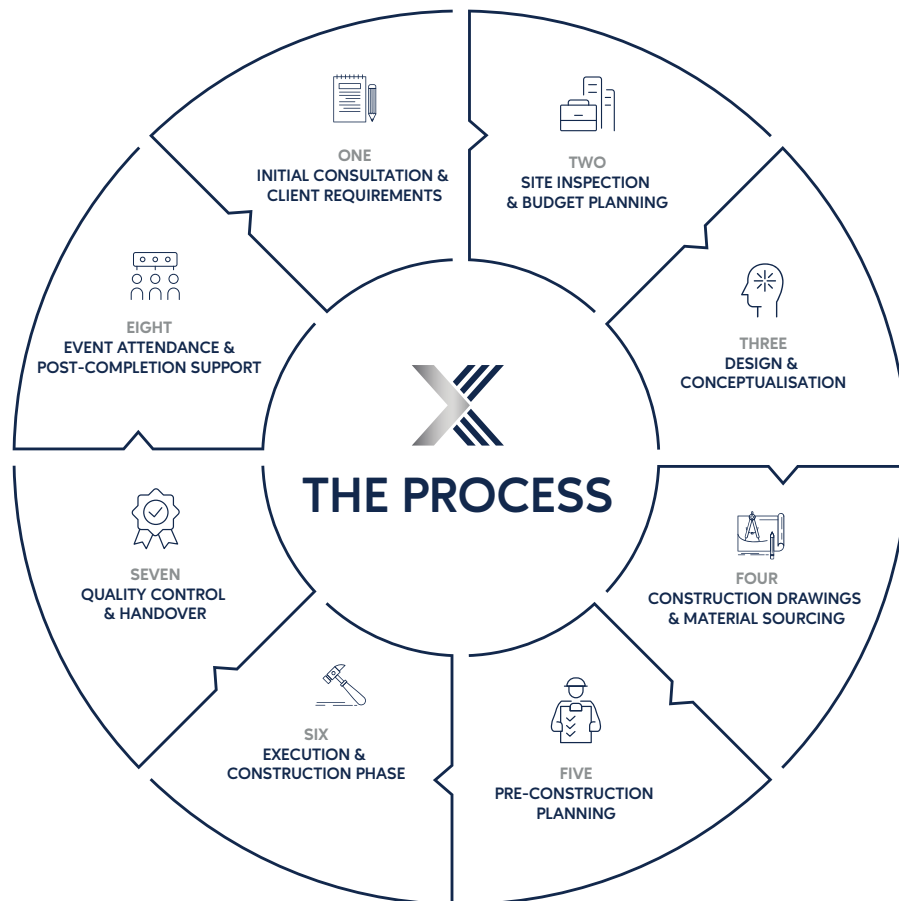 ONE
INITIAL CONSULTATION &
CLIENT REQUIREMENTS
TWO
SITE INSPECTION
& BUDGET PLANNING
THREE
DESIGN &
CONCEPTUALISATION
FOUR
CONSTRUCTION DRAWINGS
& MATERIAL SOURCING
FIVE
PRE-CONSTRUCTION
PLANNING
SIX
EXECUTION &
CONSTRUCTION PHASE
SEVEN
QUALITY CONTROL
& HANDOVER
EIGHT
EVENT ATTENDANCE &
POST-COMPLETION SUPPORT
THE PROCESS